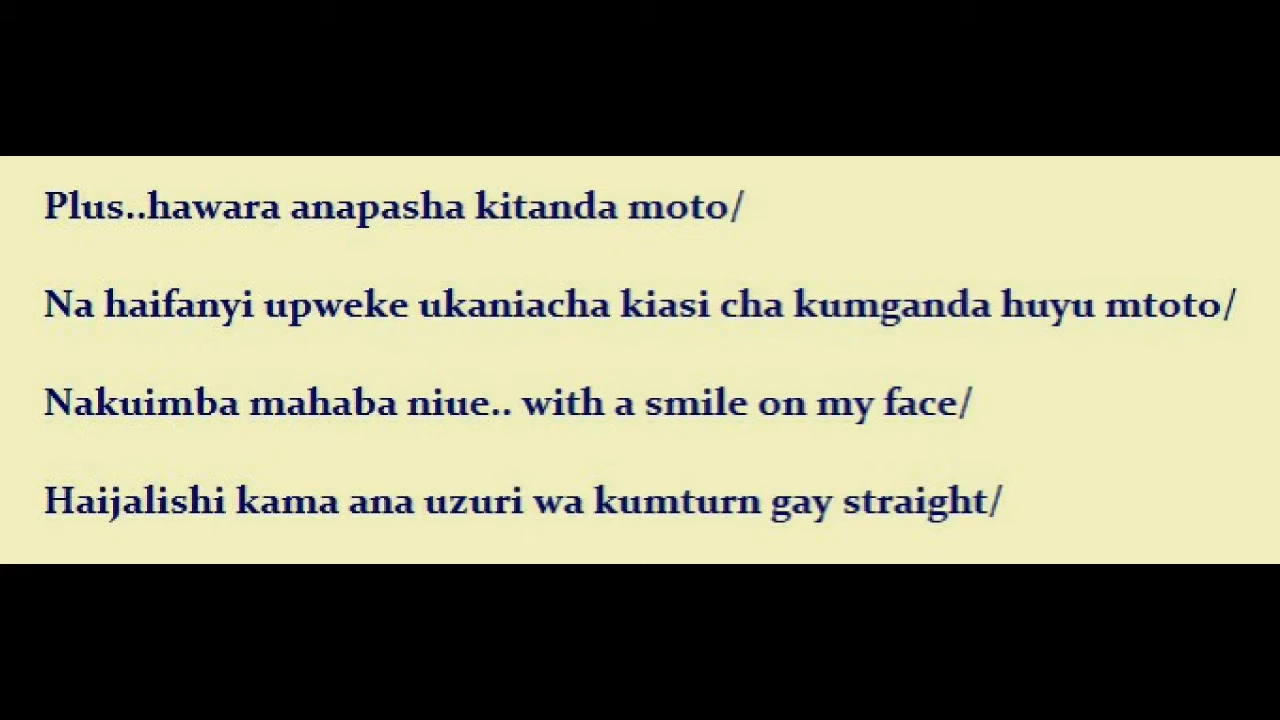 Plus..hawara anapasha kitanda moto/
Na haifanyi upweke ukaniacha kiasi cha kumganda huyu mtoto/
Nakuimba mahaba niue.. with a smile on my face/
Haijalishi kama ana uzuri wa kumturn gay straight/